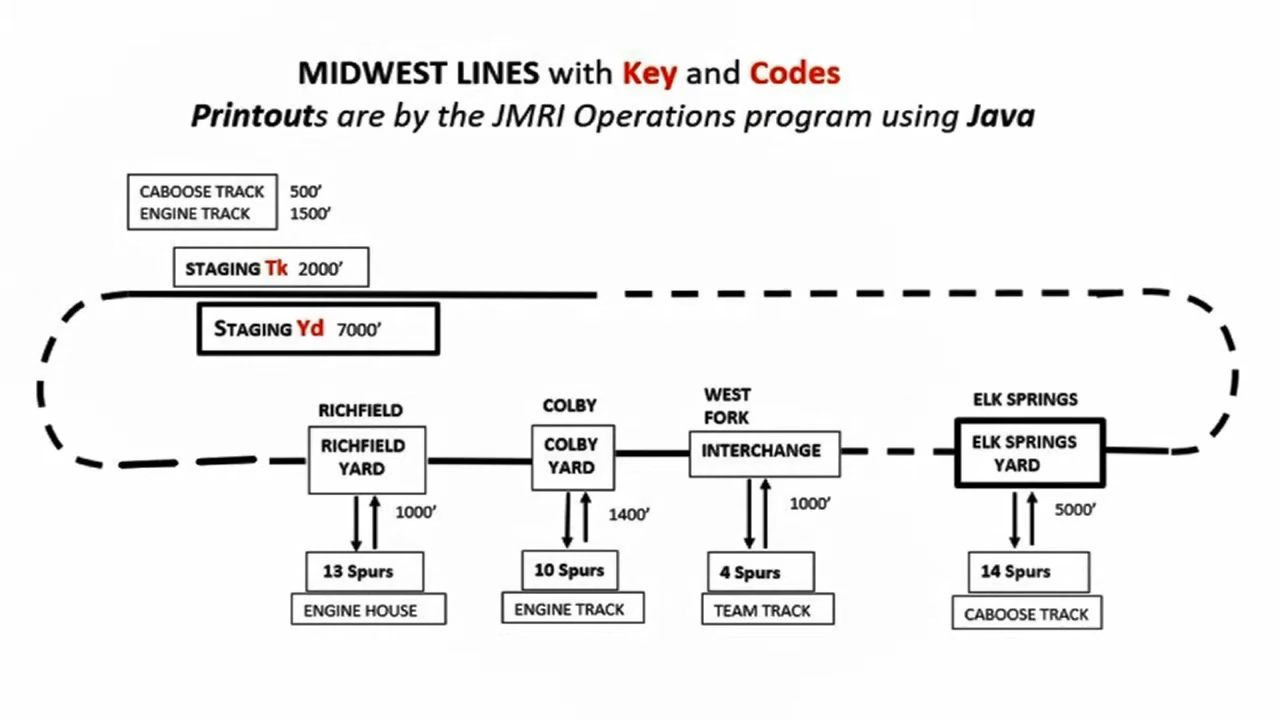 MIDWEST LINES with Key and Codes
Printouts are by the JMRI Operations program using Java
CABOOSE TRACK 500’
ENGINE TRACK 1500’
STAGING Tk 2000’
STAGING Yd 7000’
RICHFIELD
RICHFIELD
YARD
1000’
13 Spurs
ENGINE HOUSE
COLBY
COLBY
YARD
1400’
10 Spurs
ENGINE TRACK
WEST
FORK
INTERCHANGE
1000’
4 Spurs
TEAM TRACK
ELK SPRINGS
ELK SPRINGS
YARD
5000’
14 Spurs
CABOOSE TRACK